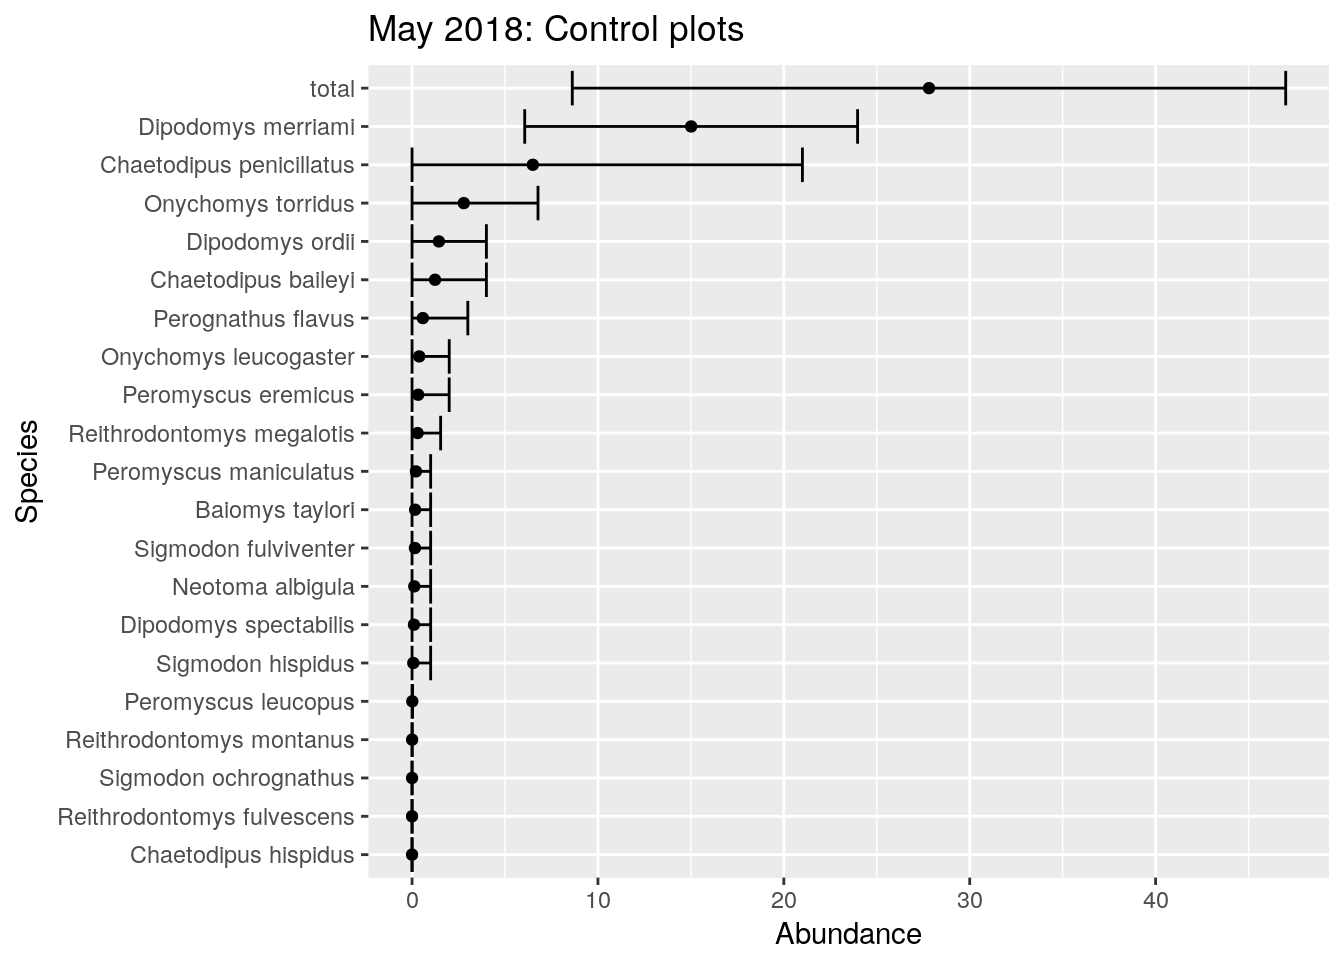 May 2018: Control plots
total
Dipodomys merriami
Chaetodipus penicillatus
Onychomys torridus
Dipodomys ordii
Chaetodipus baileyi
Perognathus flavus
Onychomys leucogaster
Peromyscus eremicus
Reithrodontomys megalotis
Peromyscus maniculatus
Baiomys taylori
Sigmodon fulviventer
Neotoma albigula
Dipodomys spectabilis
Sigmodon hispidus
Peromyscus leucopus
Reithrodontomys montanus
Sigmodon ochrognathus
Reithrodontomys fulvescens
Chaetodipus hispidus
Species
0 10 20 30 40
Abundance